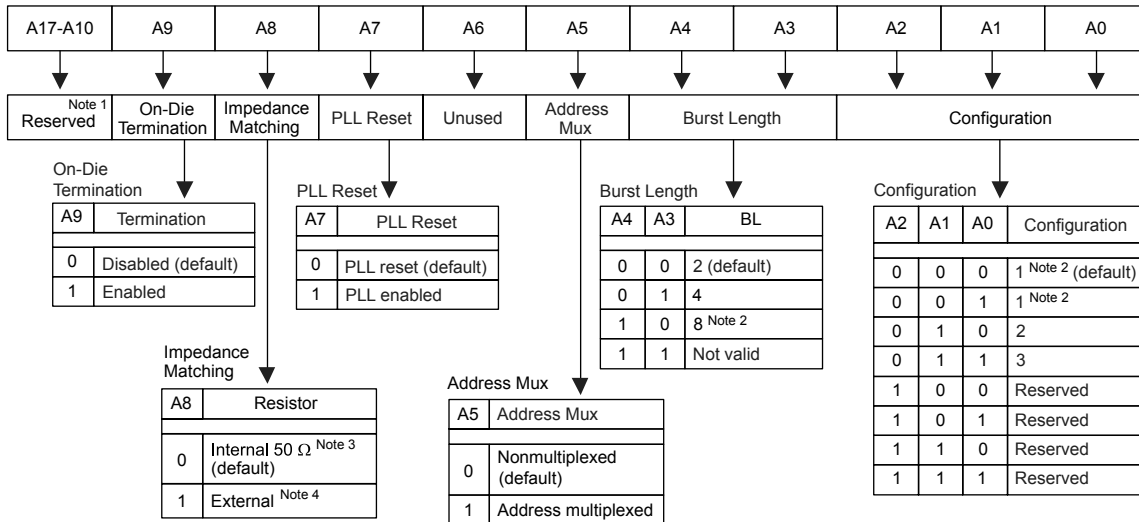 A17-A10 A9 A8 A7 A6 A5 A4 A3 A2 A1 A0
Note 1
Reserved
On-Die
Termination
Impedance
Matching
PLL Reset
Unused
Address
Mux
Burst Length
Configuration
On-Die
Termination
A9 Termination
0 Disabled (default)
1 Enabled
PLL Reset
A7 PLL Reset
0 PLL reset (default)
1 PLL enabled
Burst Length
A4 A3 BL
0 0 2 (default)
0 1 4
1 0 8 Note 2
1 1 Not valid
Configuration
A2 A1 A0 Configuration
0 0 0 1 Note 2 (default)
0 0 1 1 Note 2
0 1 0 2
0 1 1 3
1 0 0 Reserved
1 0 1 Reserved
1 1 0 Reserved
1 1 1 Reserved
Impedance
Matching
A8 Resistor
0 Internal 50 Ω Note 3
(default)
1 External Note 4
Address Mux
A5 Address Mux
0 Nonmultiplexed
(default)
1 Address multiplexed